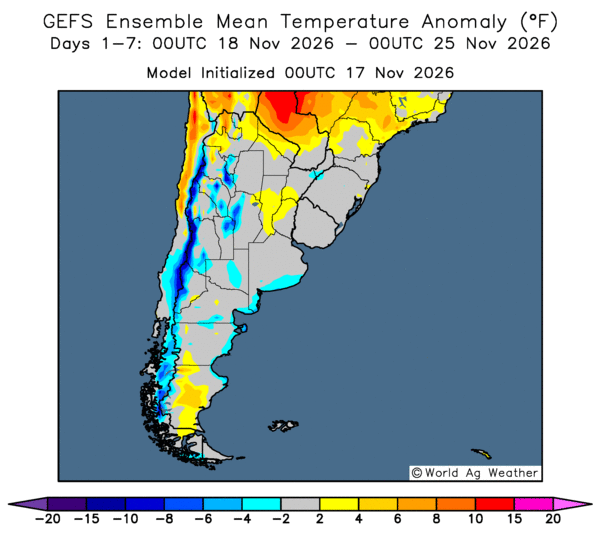 GEFS Ensemble Mean Temperature Anomaly (°F)
Days 1-7: 00UTC 18 Nov 2026 - 00UTC 25 Nov 2026
Model Initialized 00UTC 17 Nov 2026
©World Ag Weather
-20 -15 -10 -8 -6 -4 -2 2 4 6 8 10 15 20